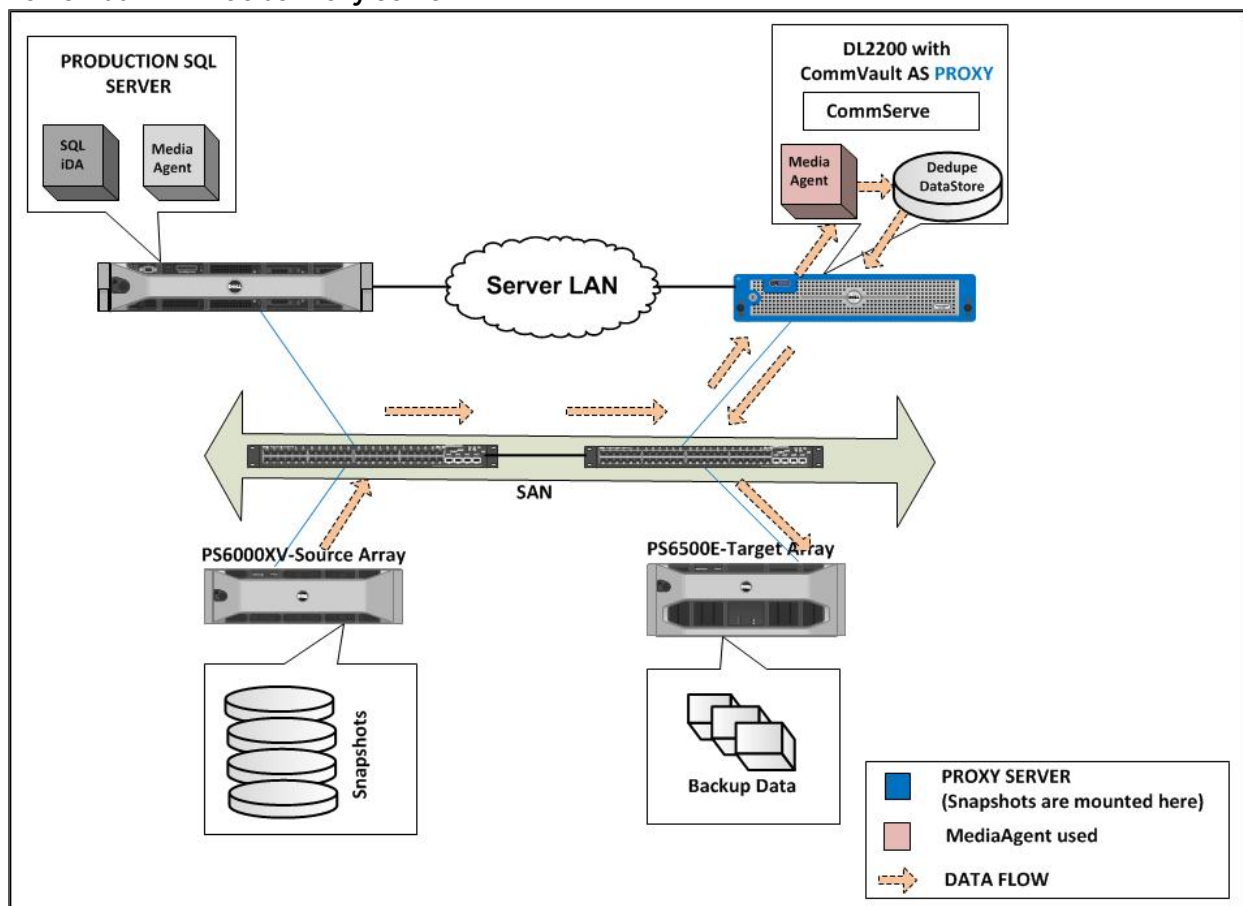 PRODUCTION SQL
SERVER
SQL
iDA
Media
Agent
DL2200 with
CommVault AS PROXY
CommServe
Media
Agent
Dedupe
DataStore
Server LAN
SAN
PS6000XV-Source Array
PS6500E-Target Array
Snapshots
Backup Data
PROXY SERVER
(Snapshots are mounted here)
MediaAgent used
DATA FLOW